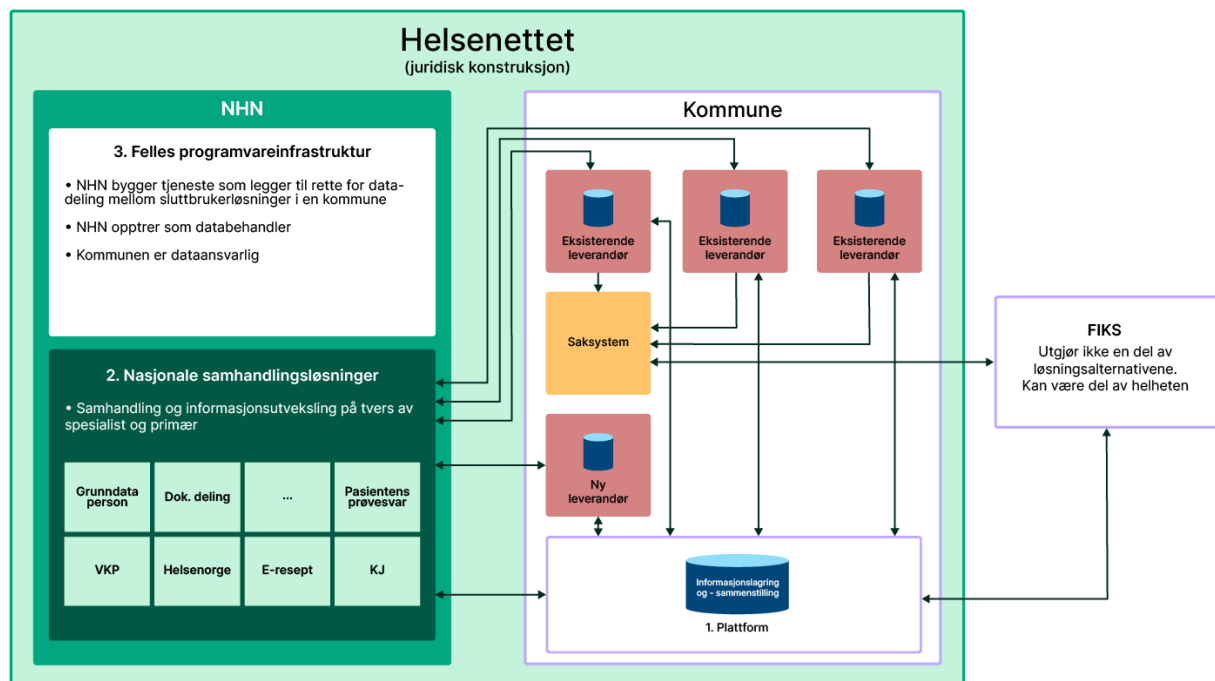 Helsenettet
(juridisk konstruksjon)
NHN
3. Felles programvareinfrastruktur
• NHN bygger tjeneste som legger til rette for data-
deling mellom sluttbrukerløsninger i en kommune
• NHN opptrer som databehandler
• Kommunen er dataansvarlig
2. Nasjonale samhandlingsløsninger
• Samhandling og informasjonsutveksling på tvers av
spesialist og primær
Grunndata
person
Dok. deling
...
Pasientens
prøvesvar
VKP
Helsenorge
E-resept
KJ
Kommune
Eksisterende
leverandør
Eksisterende
leverandør
Eksisterende
leverandør
Saksystem
Ny
leverandør
Informasjonslagring
og - sammenstilling
1. Plattform
FIKS
Utgjør ikke en del av
løsningsalternativene.
Kan være del av helheten